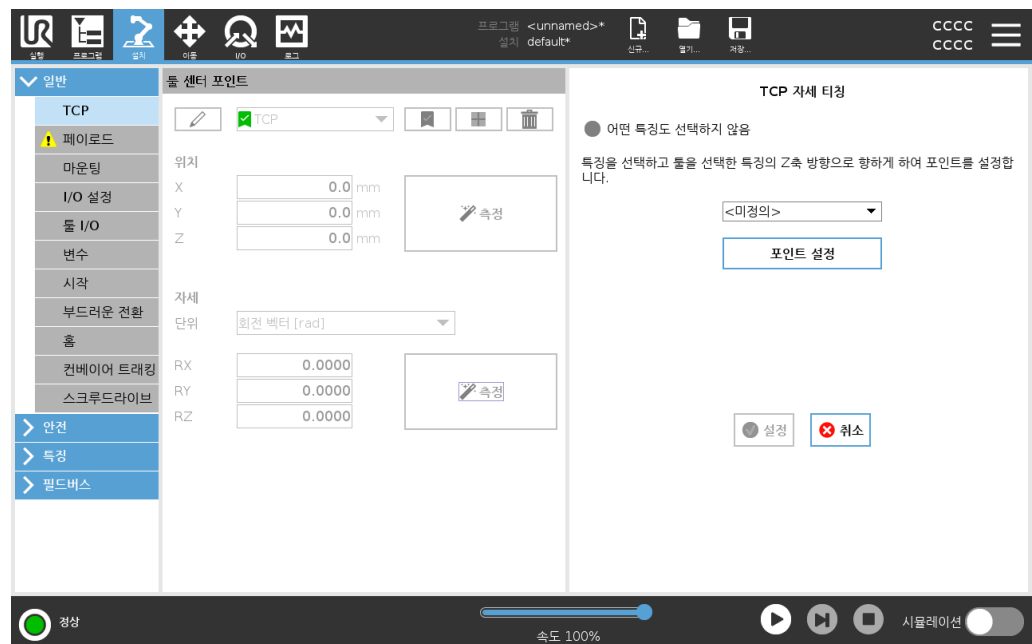 UR
실행
프로그램
설치
이동
I/O
로그
프로그램 <unnamed>*
설치 default*
신규...
열기...
저장...
CCCC
CCCC
일반
TCP
페이로드
마운팅
I/O 설정
툴 I/O
변수
시작
부드러운 전환
홈
컨베이어 트래킹
스크루드라이브
안전
특징
필드버스
툴 센터 포인트
TCP
위치
X 0.0 mm
Y 0.0 mm
Z 0.0 mm
측정
자세
단위 회전 벡터 [rad]
RX 0.0000
RY 0.0000
RZ 0.0000
측정
TCP 자세 티칭
어떤 특징도 선택하지 않음
특징을 선택하고 툴을 선택한 특징의 Z축 방향으로 향하게 하여 포인트를 설정합
니다.
<미정의>
포인트 설정
설정
취소
정상
속도 100%
시뮬레이션